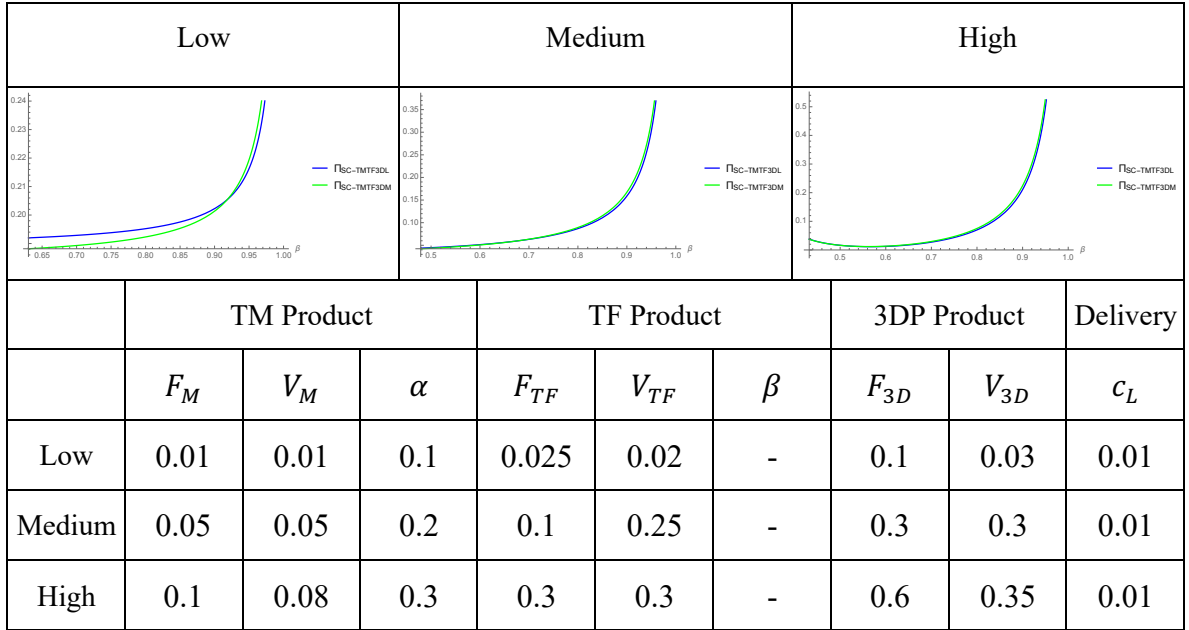 Low Medium High
0.24
0.23
0.22
0.21
0.20
0.65 0.70 0.75 0.80 0.85 0.90 0.95 1.00 β
Π_SC-TMTF3DL
Π_SC-TMTF3DM
0.35
0.30
0.25
0.20
0.15
0.10
0.5 0.6 0.7 0.8 0.9 1.0 β
Π_SC-TMTF3DL
Π_SC-TMTF3DM
0.5
0.4
0.3
0.2
0.1
0.5 0.6 0.7 0.8 0.9 1.0 β
Π_SC-TMTF3DL
Π_SC-TMTF3DM
TM Product TF Product 3DP Product Delivery
F_M V_M α F_TF V_TF β F_3D V_3D c_L
Low 0.01 0.01 0.1 0.025 0.02 - 0.1 0.03 0.01
Medium 0.05 0.05 0.2 0.1 0.25 - 0.3 0.3 0.01
High 0.1 0.08 0.3 0.3 0.3 - 0.6 0.35 0.01